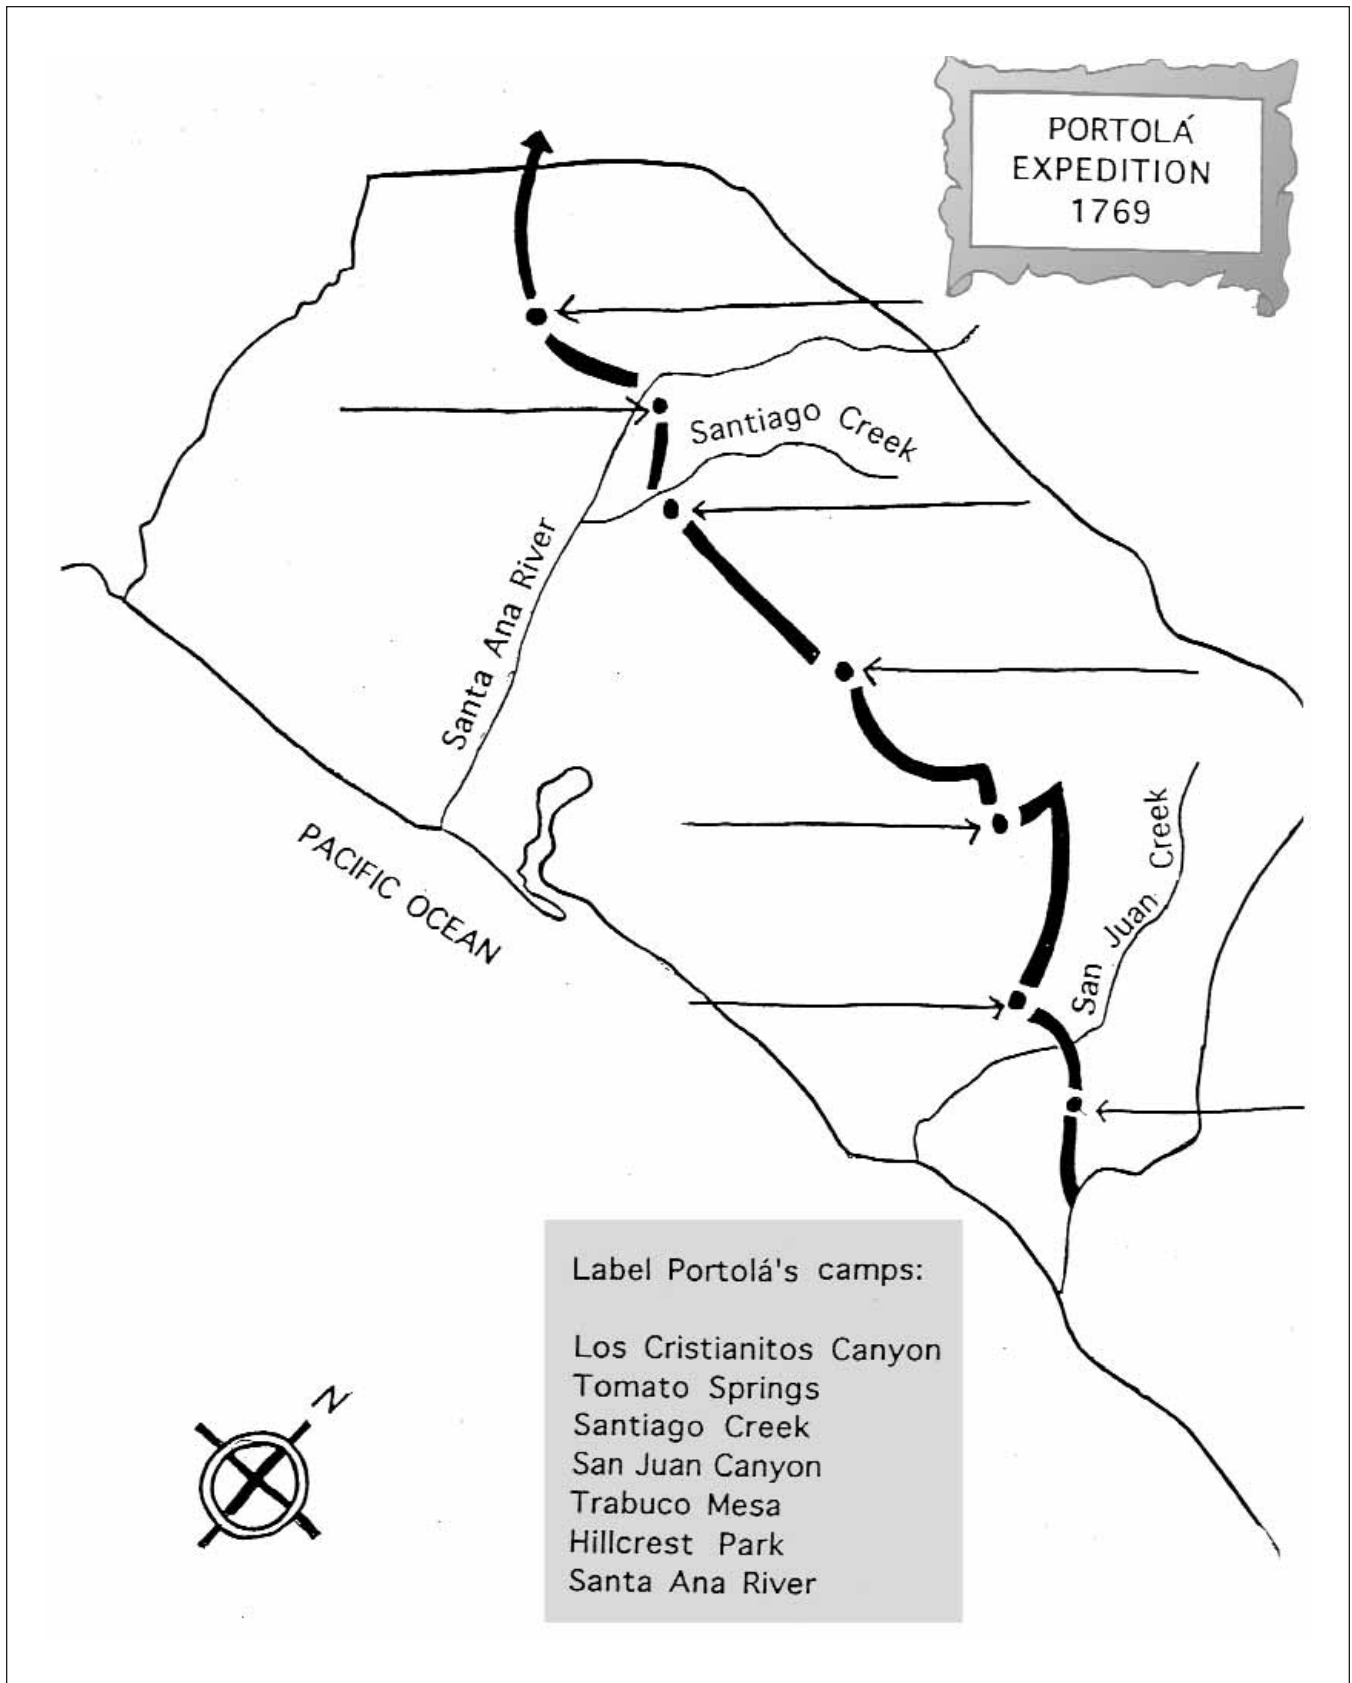 PORTOLÁ
EXPEDITION
1769
Santiago Creek
Santa Ana River
PACIFIC OCEAN
San Juan Creek
Label Portolá's camps:
Los Cristianitos Canyon
Tomato Springs
Santiago Creek
San Juan Canyon
Trabuco Mesa
Hillcrest Park
Santa Ana River
N